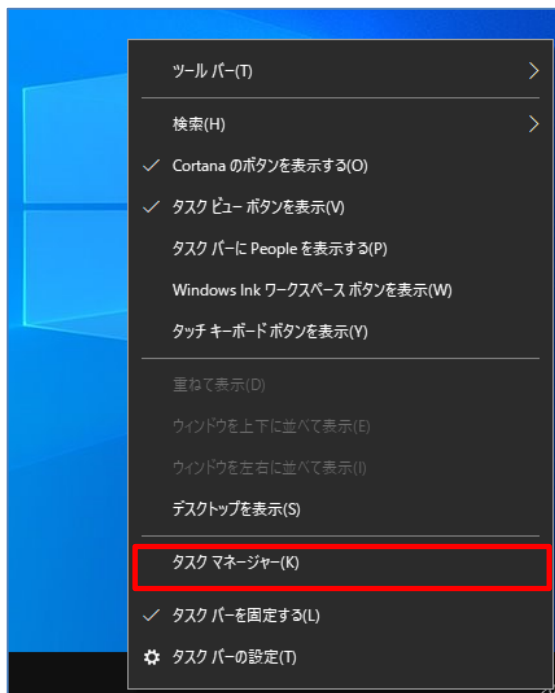 ツール バー(T)
検索(H)
Cortana のボタンを表示する(O)
タスク ビュー ボタンを表示(V)
タスク バーに People を表示する(P)
Windows Ink ワークスペース ボタンを表示(W)
タッチ キーボード ボタンを表示(Y)
重ねて表示(D)
ウィンドウを上下に並べて表示(E)
ウィンドウを左右に並べて表示(I)
デスクトップを表示(S)
タスク マネージャー(K)
タスク バーを固定する(L)
タスク バーの設定(T)